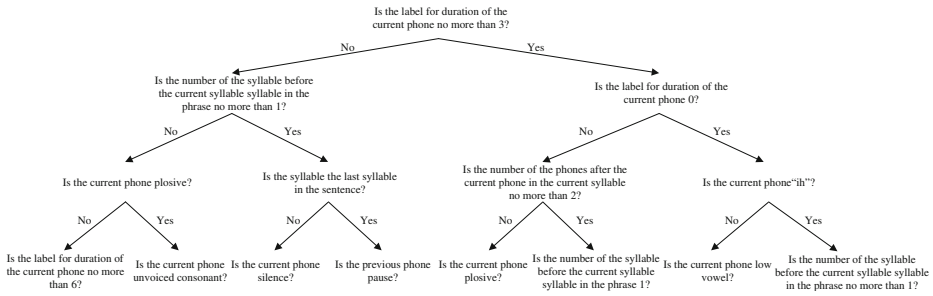 Is the label for duration of the
current phone no more than 3?
No
Yes
Is the number of the syllable before
the current syllable syllable in the
phrase no more than 1?
Is the label for duration of the
current phone 0?
No
Yes
No
Yes
Is the current phone plosive?
Is the syllable the last syllable
in the sentence?
Is the number of the phones after the
current phone in the current syllable
no more than 2?
Is the current phone“ih”?
No
Yes
No
Yes
No
Yes
No
Yes
Is the label for duration of
the current phone no more
than 6?
Is the current phone
unvoiced consonant?
Is the current phone
silence?
Is the previous phone
pause?
Is the current phone
plosive?
Is the number of the syllable
before the current syllable
syllable in the phrase 1?
Is the current phone low
vowel?
Is the number of the syllable
before the current syllable syllable
in the phrase no more than 1?